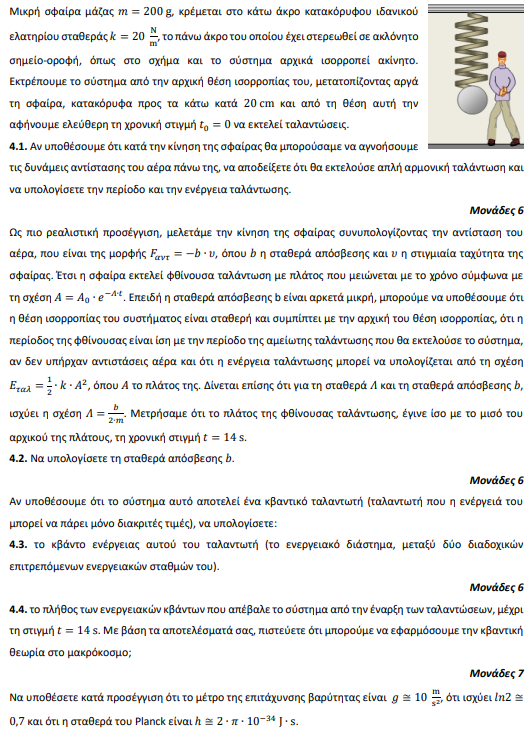 Μικρή σφαίρα μάζας m = 200 g, κρέμεται στο κάτω άκρο κατακόρυφου ιδανικού
ελατηρίου σταθεράς k = 20 N/m, το πάνω άκρο του οποίου έχει στερεωθεί σε ακλόνητο
σημείο-οροφή, όπως στο σχήμα και το σύστημα αρχικά ισορροπεί ακίνητο.
Εκτρέπουμε το σύστημα από την αρχική θέση ισορροπίας του, μετατοπίζοντας αργά
τη σφαίρα, κατακόρυφα προς τα κάτω κατά 20 cm και από τη θέση αυτή την
αφήνουμε ελεύθερη τη χρονική στιγμή t₀ = 0 να εκτελεί ταλαντώσεις.
4.1. Αν υποθέσουμε ότι κατά την κίνηση της σφαίρας θα μπορούσαμε να αγνοήσουμε
τις δυνάμεις αντίστασης του αέρα πάνω της, να αποδείξετε ότι θα εκτελούσε απλή αρμονική ταλάντωση και
να υπολογίσετε την περίοδο και την ενέργεια ταλάντωσης.
Μονάδες 6
Ως πιο ρεαλιστική προσέγγιση, μελετάμε την κίνηση της σφαίρας συνυπολογίζοντας την αντίσταση του
αέρα, που είναι της μορφής Fαντ = −b · υ, όπου b η σταθερά απόσβεσης και υ η στιγμιαία ταχύτητα της
σφαίρας. Έτσι η σφαίρα εκτελεί φθίνουσα ταλάντωση με πλάτος που μειώνεται με το χρόνο σύμφωνα με
τη σχέση A = A₀ · e^(−Λ·t). Επειδή η σταθερά απόσβεσης b είναι αρκετά μικρή, μπορούμε να υποθέσουμε ότι
η θέση ισορροπίας του συστήματος είναι σταθερή και συμπίπτει με την αρχική του θέση ισορροπίας, ότι η
περίοδος της φθίνουσας είναι ίση με την περίοδο της αμείωτης ταλάντωσης που θα εκτελούσε το σύστημα,
αν δεν υπήρχαν αντιστάσεις αέρα και ότι η ενέργεια ταλάντωσης μπορεί να υπολογίζεται από τη σχέση
Eταλ = 1/2 · k · A², όπου A το πλάτος της. Δίνεται επίσης ότι για τη σταθερά Λ και τη σταθερά απόσβεσης b,
ισχύει η σχέση Λ = b/(2·m). Μετρήσαμε ότι το πλάτος της φθίνουσας ταλάντωσης, έγινε ίσο με το μισό του
αρχικού της πλάτους, τη χρονική στιγμή t = 14 s.
4.2. Να υπολογίσετε τη σταθερά απόσβεσης b.
Μονάδες 6
Αν υποθέσουμε ότι το σύστημα αυτό αποτελεί ένα κβαντικό ταλαντωτή (ταλαντωτή που η ενέργειά του
μπορεί να πάρει μόνο διακριτές τιμές), να υπολογίσετε:
4.3. το κβάντο ενέργειας αυτού του ταλαντωτή (το ενεργειακό διάστημα, μεταξύ δύο διαδοχικών
επιτρεπόμενων ενεργειακών σταθμών του).
Μονάδες 6
4.4. το πλήθος των ενεργειακών κβάντων που απέβαλε το σύστημα από την έναρξη των ταλαντώσεων, μέχρι
τη στιγμή t = 14 s. Με βάση τα αποτελέσματά σας, πιστεύετε ότι μπορούμε να εφαρμόσουμε την κβαντική
θεωρία στο μακρόκοσμο;
Μονάδες 7
Να υποθέσετε κατά προσέγγιση ότι το μέτρο της επιτάχυνσης βαρύτητας είναι g ≅ 10 m/s², ότι ισχύει ln2 ≅
0,7 και ότι η σταθερά του Planck είναι h ≅ 2 · π · 10⁻³⁴ J · s.